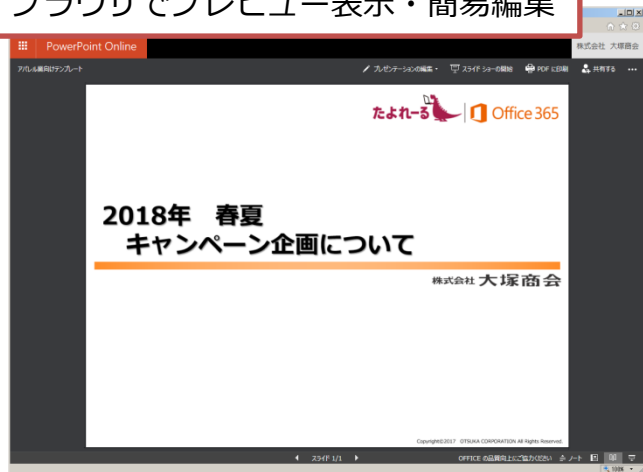 ブラウザでプレビュー表示・簡易編集
PowerPoint Online
株式会社 大塚商会
アパレル業向けテンプレート
プレゼンテーションの編集
スライド ショーの開始
PDF に印刷
共有する
たよれーる
Office 365
2018年 春夏
キャンペーン企画について
株式会社 大塚商会
Copyright©2017 OTSUKA CORPORATION All Rights Reserved.
スライド 1/1
OFFICE の品質向上にご協力ください
ノート
100%